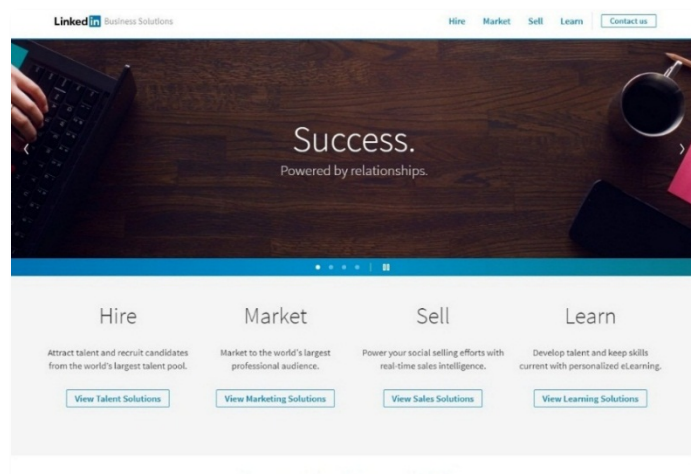 Linked in Business Solutions
Hire Market Sell Learn Contact us
Success.
Powered by relationships.
Hire
Attract talent and recruit candidates
from the world's largest talent pool.
View Talent Solutions
Market
Market to the world's largest
professional audience.
View Marketing Solutions
Sell
Power your social selling efforts with
real-time sales intelligence.
View Sales Solutions
Learn
Develop talent and keep skills
current with personalized eLearning.
View Learning Solutions